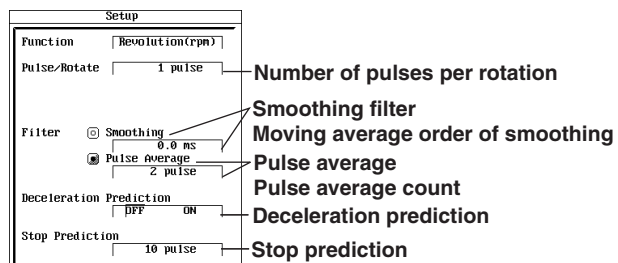 Setup
Function Revolution(rpm)
Pulse/Rotate 1 pulse
Number of pulses per rotation
Smoothing filter
Filter Smoothing
Moving average order of smoothing
0.0 ms
Pulse Average
Pulse average
2 pulse
Pulse average count
Deceleration Prediction
OFF ON
Deceleration prediction
Stop Prediction
10 pulse
Stop prediction